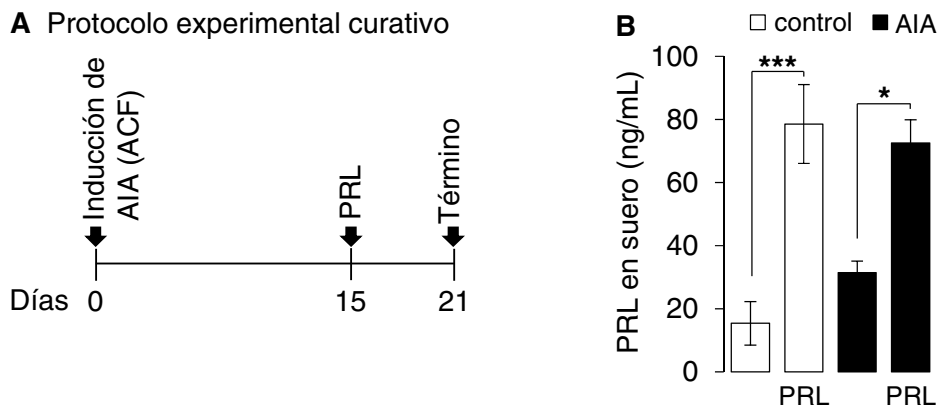 A Protocolo experimental curativo
Inducción de
AIA (ACF)
PRL
Término
Días 0 15 21
B control AIA
PRL en suero (ng/mL)
100
80
60
40
20
0
***
*
PRL PRL